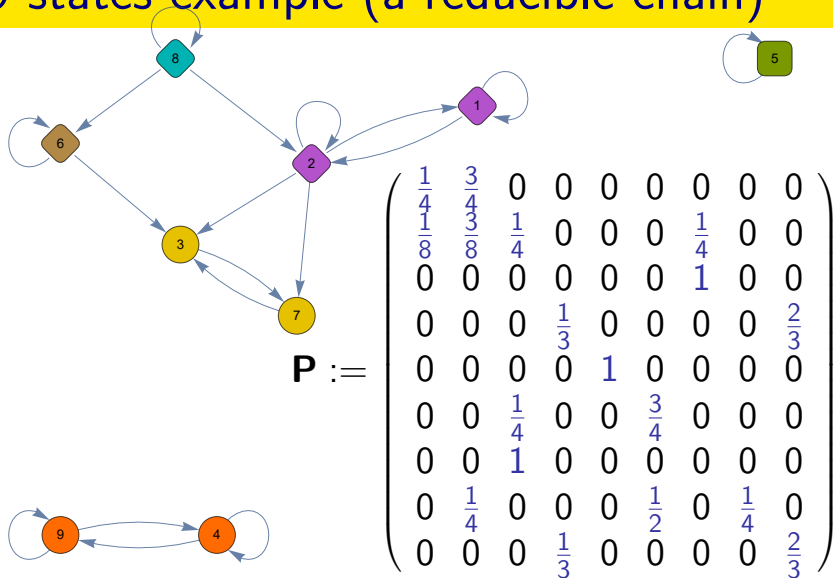 9 states example (a reducible chain)
8
5
1
6
2
3
7
P :=
1/4 3/4 0 0 0 0 0 0 0
1/8 3/8 1/4 0 0 0 1/4 0 0
0 0 0 0 0 0 1 0 0
0 0 0 1/3 0 0 0 0 2/3
0 0 0 0 1 0 0 0 0
0 0 1/4 0 0 3/4 0 0 0
0 0 1 0 0 0 0 0 0
0 1/4 0 0 0 1/2 0 1/4 0
0 0 0 1/3 0 0 0 0 2/3
9 4